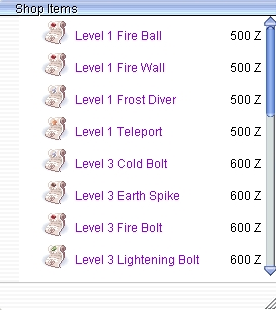 Shop Items
Level 1 Fire Ball 500 Z
Level 1 Fire Wall 500 Z
Level 1 Frost Diver 500 Z
Level 1 Teleport 500 Z
Level 3 Cold Bolt 600 Z
Level 3 Earth Spike 600 Z
Level 3 Fire Bolt 600 Z
Level 3 Lightening Bolt 600 Z